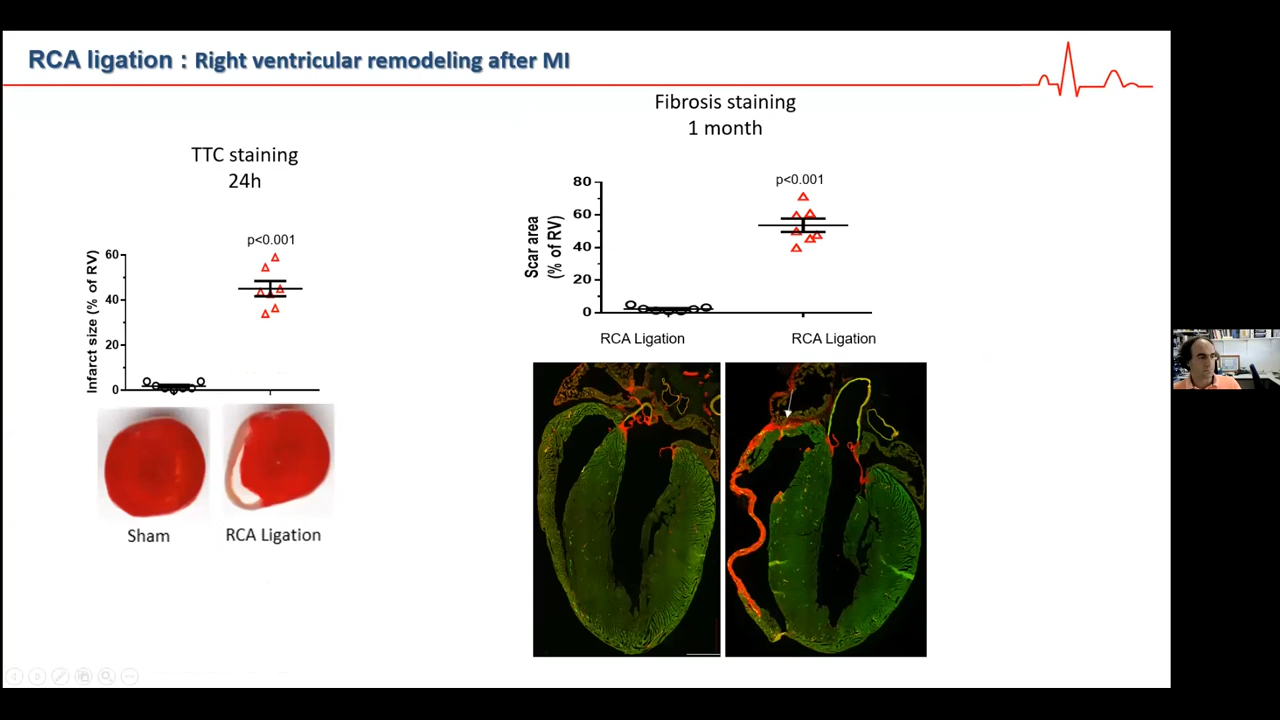 RCA ligation : Right ventricular remodeling after MI
TTC staining
24h
p<0.001
Infarct size (% of RV)
60
40
20
0
Sham
RCA Ligation
Fibrosis staining
1 month
p<0.001
Scar area
(% of RV)
80
60
40
20
0
RCA Ligation
RCA Ligation